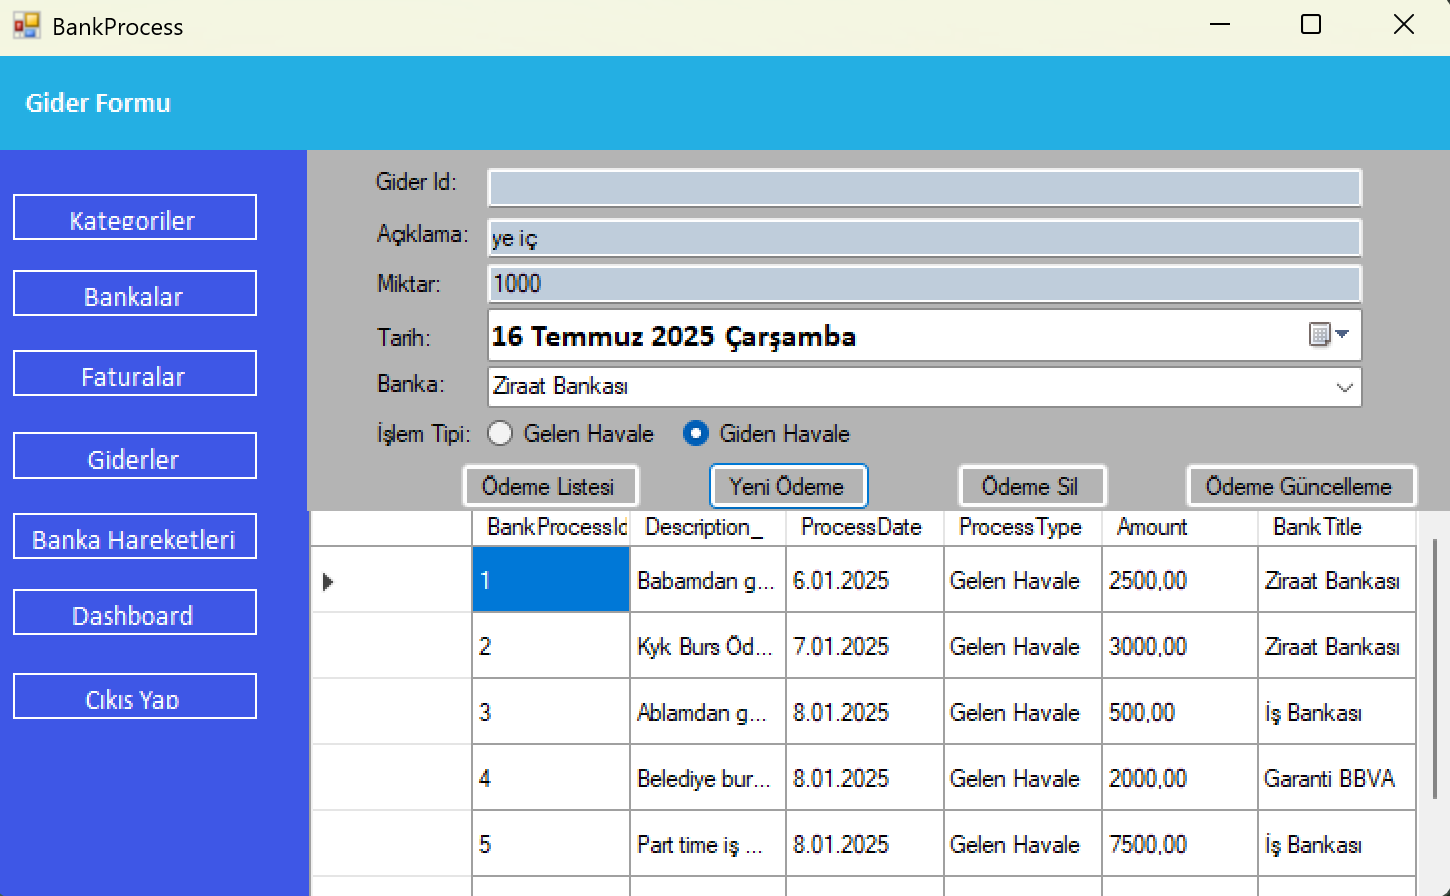 BankProcess
Gider Formu
Kategoriler
Bankalar
Faturalar
Giderler
Banka Hareketleri
Dashboard
Çıkış Yap
Gider Id:
Açıklama: ye iç
Miktar: 1000
Tarih: 16 Temmuz 2025 Çarşamba
Banka: Ziraat Bankası
İşlem Tipi: Gelen Havale Giden Havale
Ödeme Listesi Yeni Ödeme Ödeme Sil Ödeme Güncelleme
BankProcessId Description_ ProcessDate ProcessType Amount BankTitle
1 Babamdan g... 6.01.2025 Gelen Havale 2500,00 Ziraat Bankası
2 Kyk Burs Öd... 7.01.2025 Gelen Havale 3000,00 Ziraat Bankası
3 Ablamdan g... 8.01.2025 Gelen Havale 500,00 İş Bankası
4 Belediye bur... 8.01.2025 Gelen Havale 2000,00 Garanti BBVA
5 Part time iş ... 8.01.2025 Gelen Havale 7500,00 İş Bankası